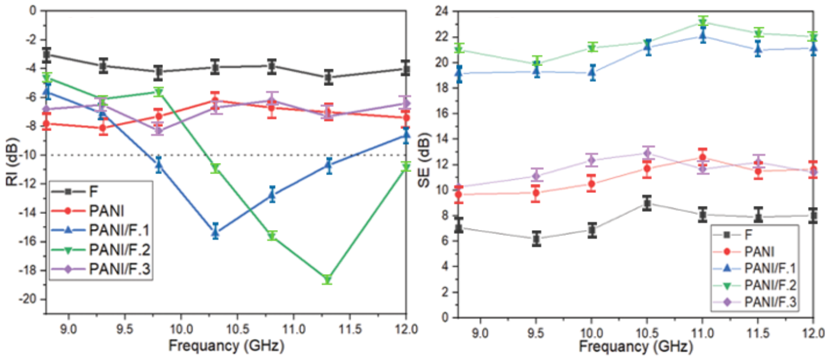 0
-2
-4
-6
-8
-10
-12
-14
-16
-18
-20
RI (dB)
F
PANI
PANI/F.1
PANI/F.2
PANI/F.3
9.0 9.5 10.0 10.5 11.0 11.5 12.0
Frequancy (GHz)
24
22
20
18
16
14
12
10
8
6
4
2
0
SE (dB)
F
PANI
PANI/F.1
PANI/F.2
PANI/F.3
9.0 9.5 10.0 10.5 11.0 11.5 12.0
Frequancy (GHz)